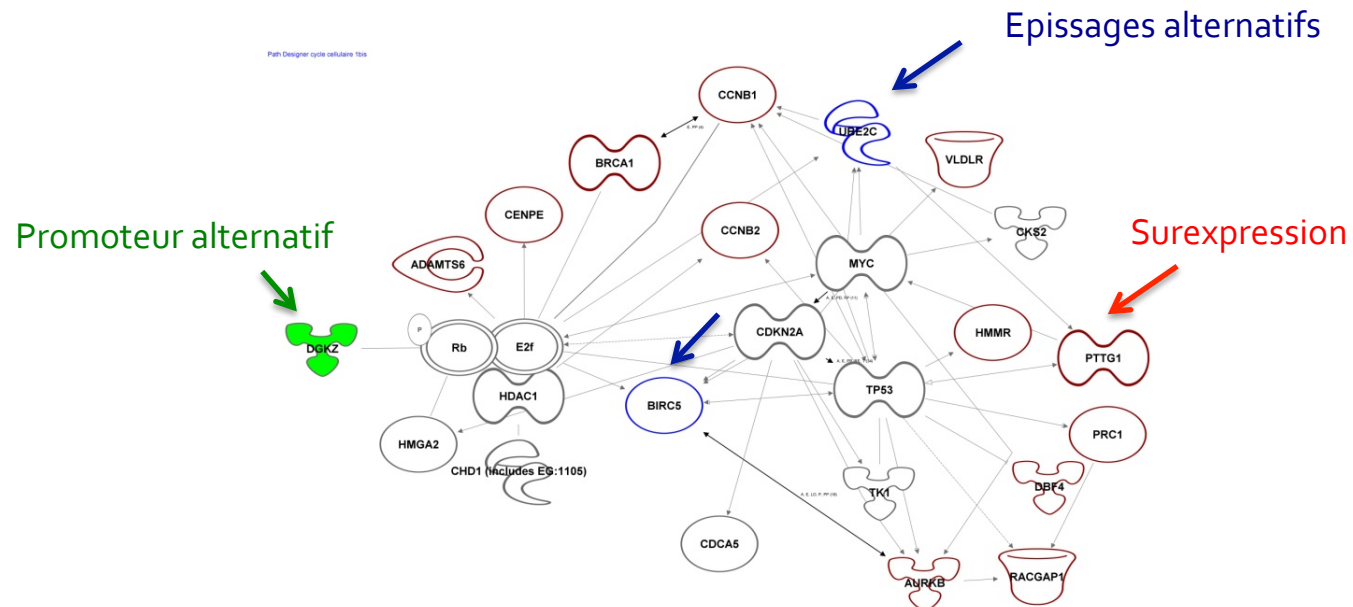 Epissages alternatifs
Path Designer cycle cellulaire 1bis
CCNB1
UBE2C
BRCA1
VLDLR
CENPE
CCNB2
CKS2
Promoteur alternatif
Surexpression
ADAMTS6
MYC
P
CDKN2A
HMMR
DGKZ
Rb
E2f
PTTG1
HDAC1
BIRC5
TP53
HMGA2
PRC1
CHD1 (includes EG:1105)
DBF4
TK1
CDCA5
AURKB
RACGAP1